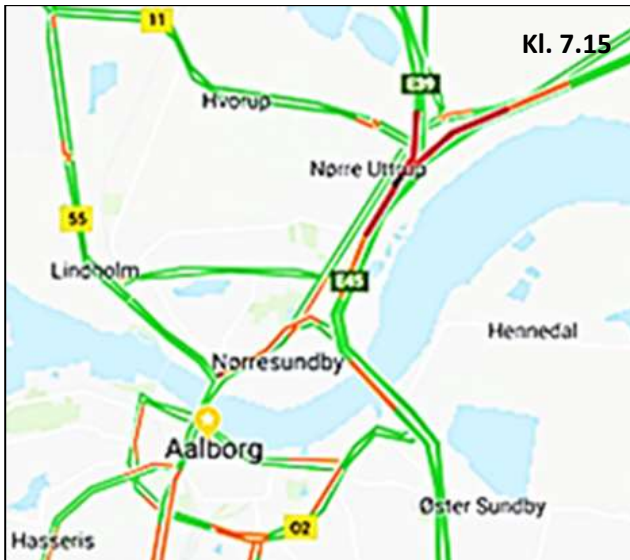 11
Kl. 7.15
E39
Hvorup
Nørre Uttrup
55
Lindholm
E45
Hennedal
Nørresundby
Aalborg
Øster Sundby
O2
Hasseris